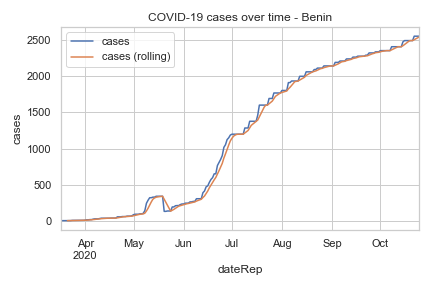 COVID-19 cases over time - Benin
cases
cases (rolling)
2500
2000
1500
1000
500
0
cases
Apr May Jun Jul Aug Sep Oct
2020
dateRep